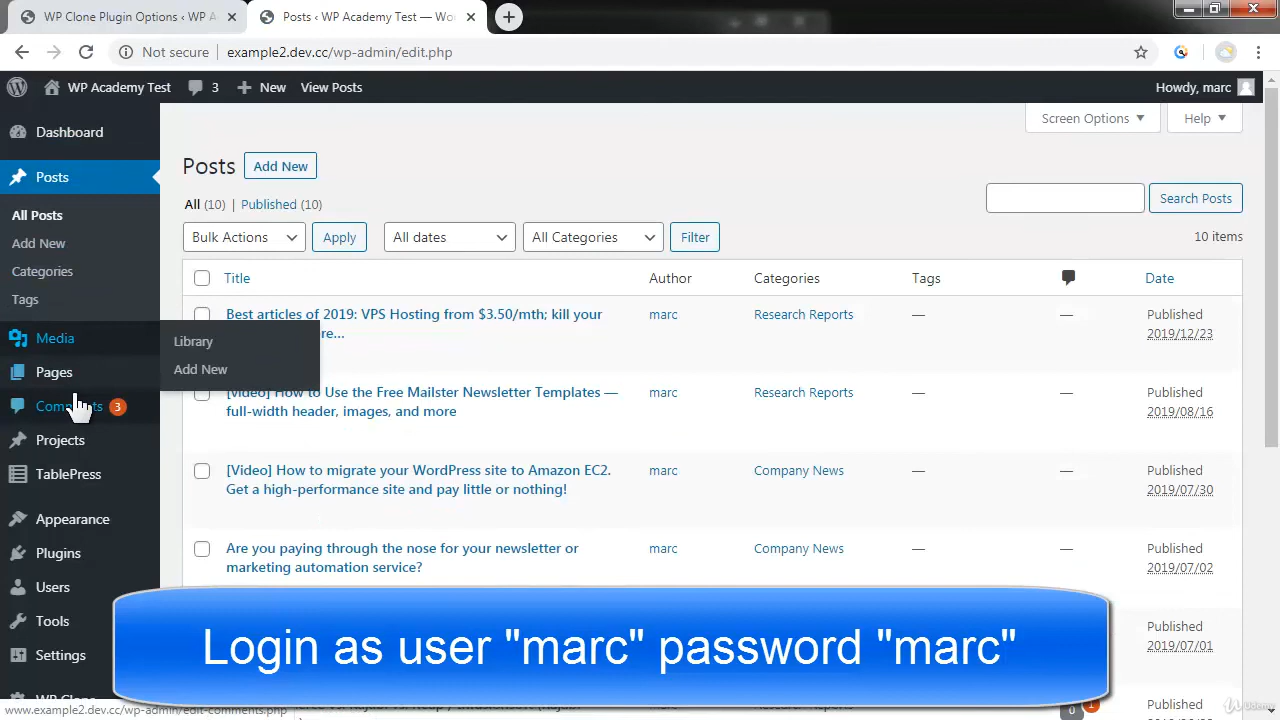 WP Clone Plugin Options ‹ WP A
Posts ‹ WP Academy Test — Wo
Not secure
example2.dev.cc/wp-admin/edit.php
WP Academy Test
3
New
View Posts
Howdy, marc
Dashboard
Posts
All Posts
Add New
Categories
Tags
Media
Library
Add New
Pages
Comments 3
Projects
TablePress
Appearance
Plugins
Users
Tools
Settings
WP Clone
Screen Options
Help
Posts
Add New
All (10) | Published (10)
Search Posts
Bulk Actions
Apply
All dates
All Categories
Filter
10 items
Title
Author
Categories
Tags
Date
Best articles of 2019: VPS Hosting from $3.50/mth; kill your
re...
marc
Research Reports
—
—
Published
2019/12/23
[Video] How to Use the Free Mailster Newsletter Templates —
full-width header, images, and more
marc
Research Reports
—
—
Published
2019/08/16
[Video] How to migrate your WordPress site to Amazon EC2.
Get a high-performance site and pay little or nothing!
marc
Company News
—
—
Published
2019/07/30
Are you paying through the nose for your newsletter or
marketing automation service?
marc
Company News
—
—
Published
2019/07/02
Published
2019/07/01
Login as user "marc" password "marc"
www.example2.dev.cc/wp-admin/edit-comments.php
0
1
Udemy